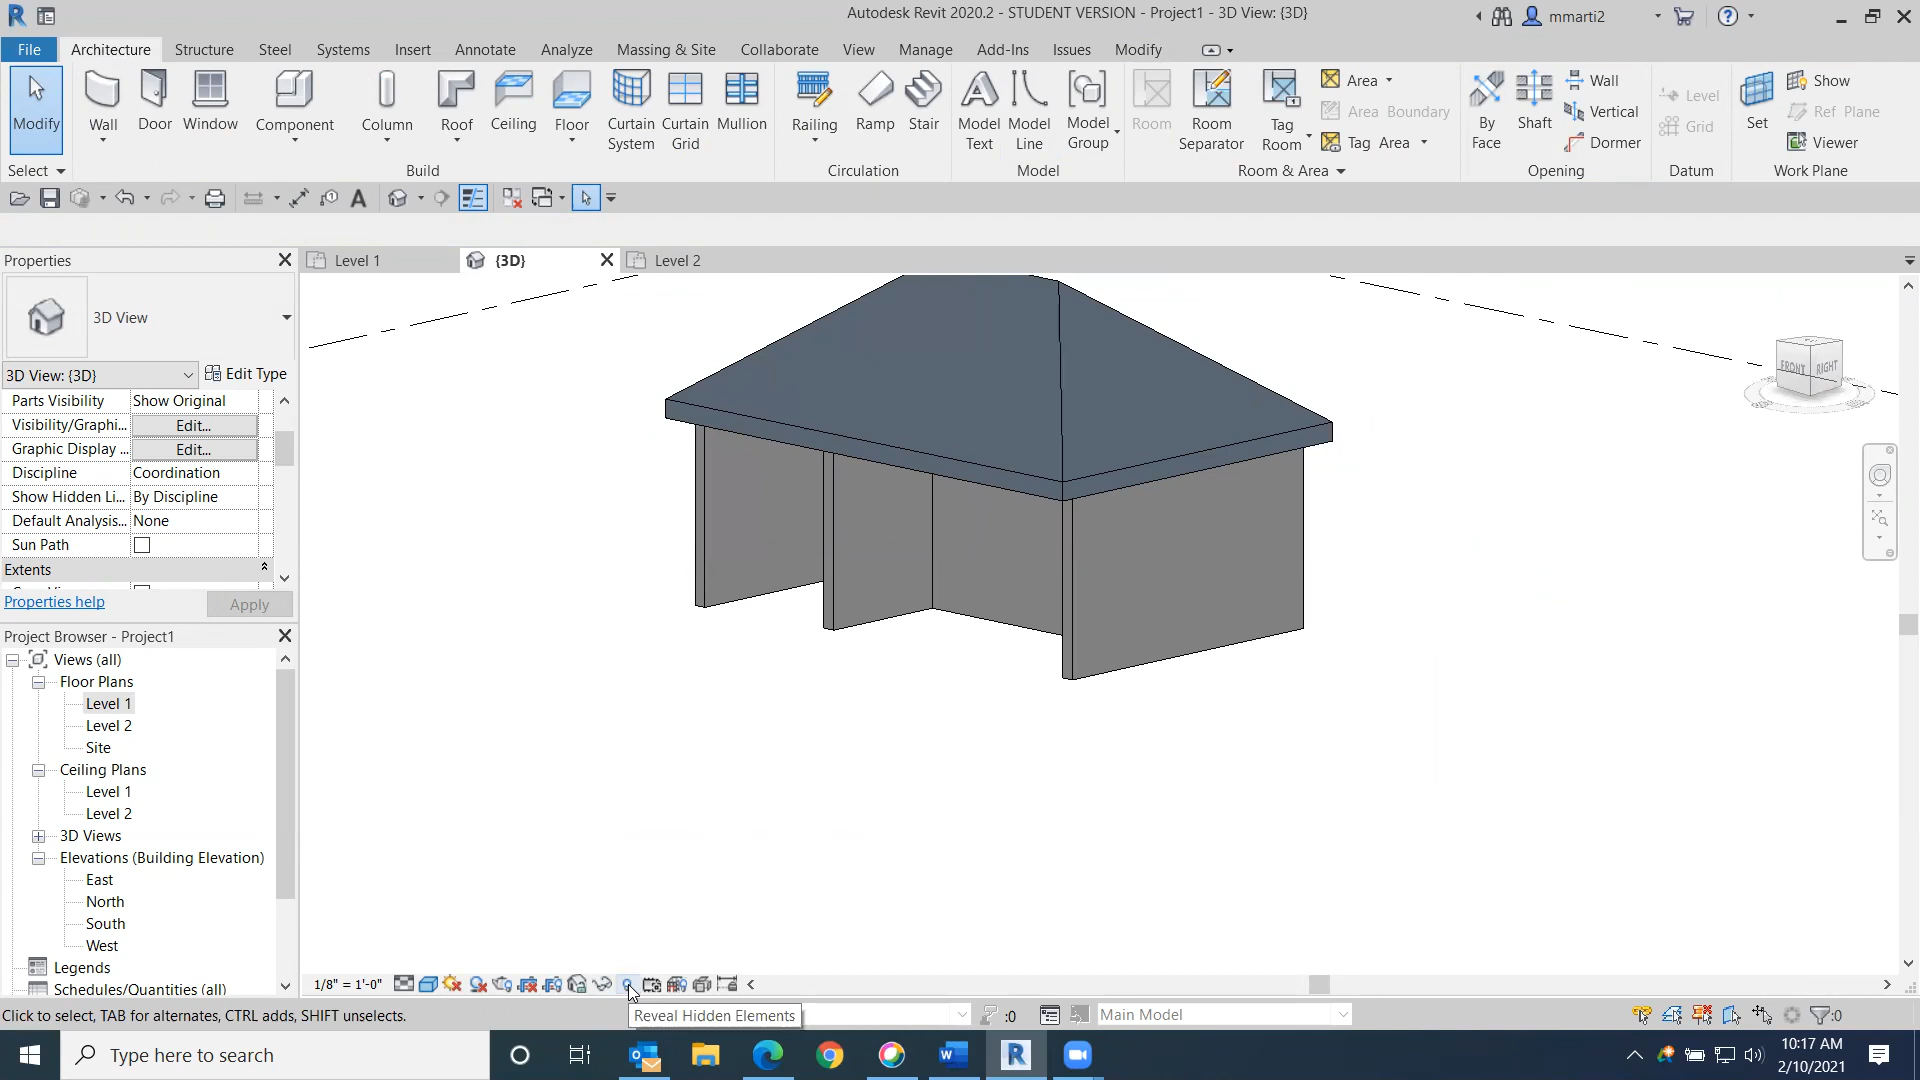 Autodesk Revit 2020.2 - STUDENT VERSION - Project1 - 3D View: {3D}
mmarti2
File Architecture Structure Steel Systems Insert Annotate Analyze Massing & Site Collaborate View Manage Add-Ins Issues Modify
Modify
Wall Door Window Component Column Roof Ceiling Floor Curtain System Curtain Grid Mullion
Railing Ramp Stair
Model Text Model Line Model Group
Room Room Separator Tag Room
Area
Area Boundary
Tag Area
By Face Shaft
Wall
Vertical
Dormer
Level
Grid
Set
Show
Ref Plane
Viewer
Select Build Circulation Model Room & Area Opening Datum Work Plane
Properties
Level 1 {3D} Level 2
3D View
3D View: {3D} Edit Type
Parts Visibility Show Original
Visibility/Graphi... Edit...
Graphic Display ... Edit...
Discipline Coordination
Show Hidden Li... By Discipline
Default Analysis... None
Sun Path
Extents
Properties help Apply
FRONT RIGHT
Project Browser - Project1
Views (all)
Floor Plans
Level 1
Level 2
Site
Ceiling Plans
Level 1
Level 2
3D Views
Elevations (Building Elevation)
East
North
South
West
Legends
Schedules/Quantities (all)
1/8" = 1'-0"
Click to select, TAB for alternates, CTRL adds, SHIFT unselects.
Reveal Hidden Elements
:0
Main Model
:0
Type here to search
10:17 AM
2/10/2021